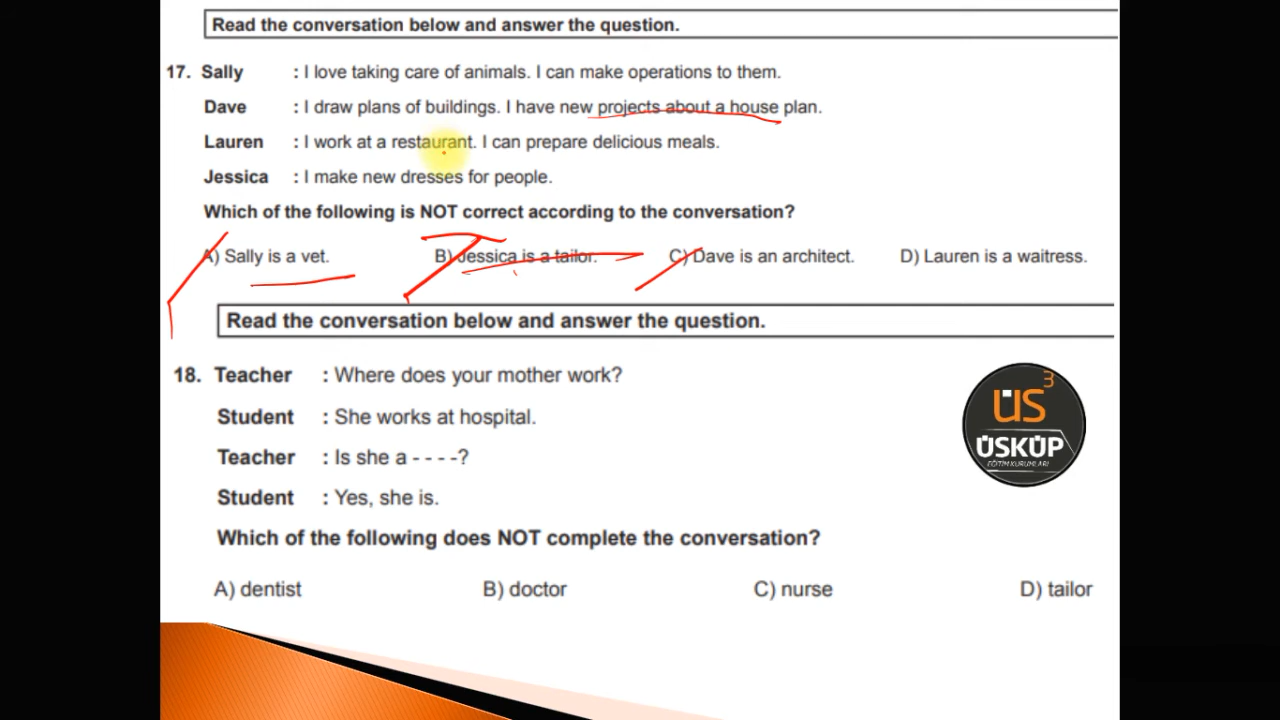 Read the conversation below and answer the question.
17. Sally : I love taking care of animals. I can make operations to them.
Dave : I draw plans of buildings. I have new projects about a house plan.
Lauren : I work at a restaurant. I can prepare delicious meals.
Jessica : I make new dresses for people.
Which of the following is NOT correct according to the conversation?
A) Sally is a vet. B) Jessica is a tailor. C) Dave is an architect. D) Lauren is a waitress.
Read the conversation below and answer the question.
18. Teacher : Where does your mother work?
Student : She works at hospital.
Teacher : Is she a - - - -?
Student : Yes, she is.
Which of the following does NOT complete the conversation?
A) dentist B) doctor C) nurse D) tailor
ÜS 3
ÜSKÜP
EĞİTİM KURUMLARI